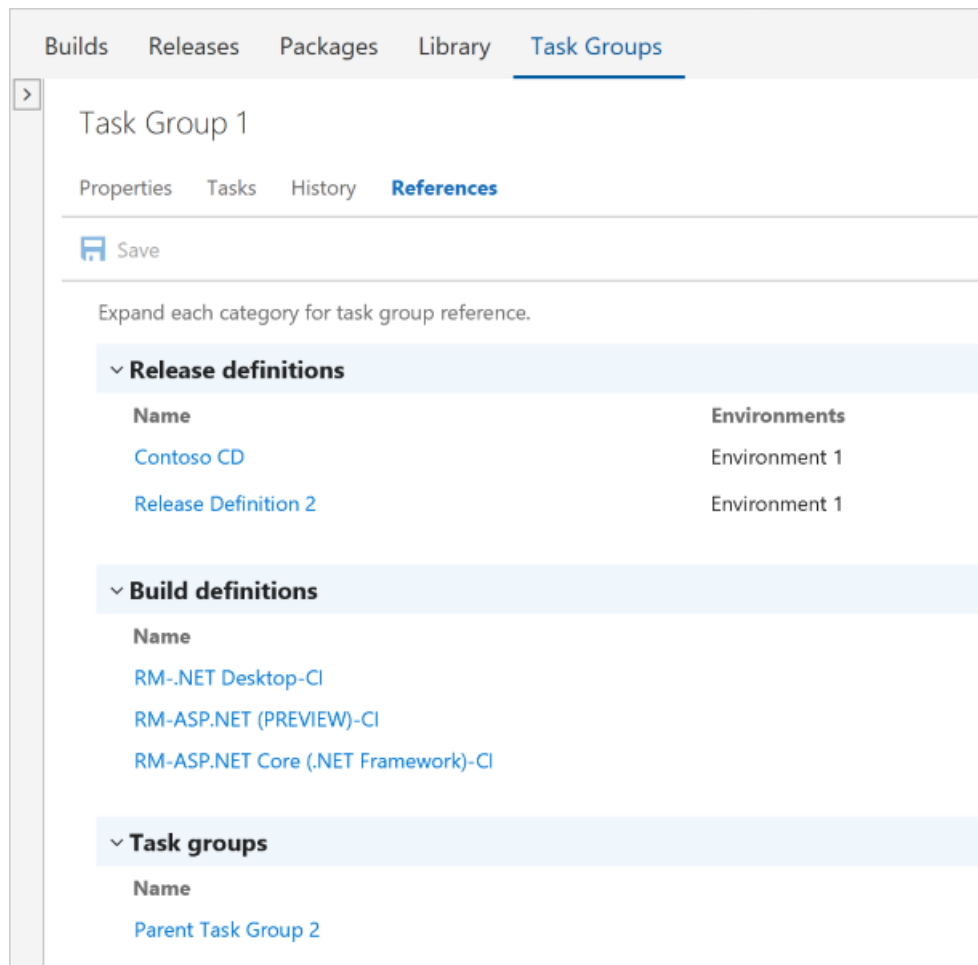 Builds Releases Packages Library Task Groups
Task Group 1
Properties Tasks History References
Save
Expand each category for task group reference.
Release definitions
Name Environments
Contoso CD Environment 1
Release Definition 2 Environment 1
Build definitions
Name
RM-.NET Desktop-CI
RM-ASP.NET (PREVIEW)-CI
RM-ASP.NET Core (.NET Framework)-CI
Task groups
Name
Parent Task Group 2